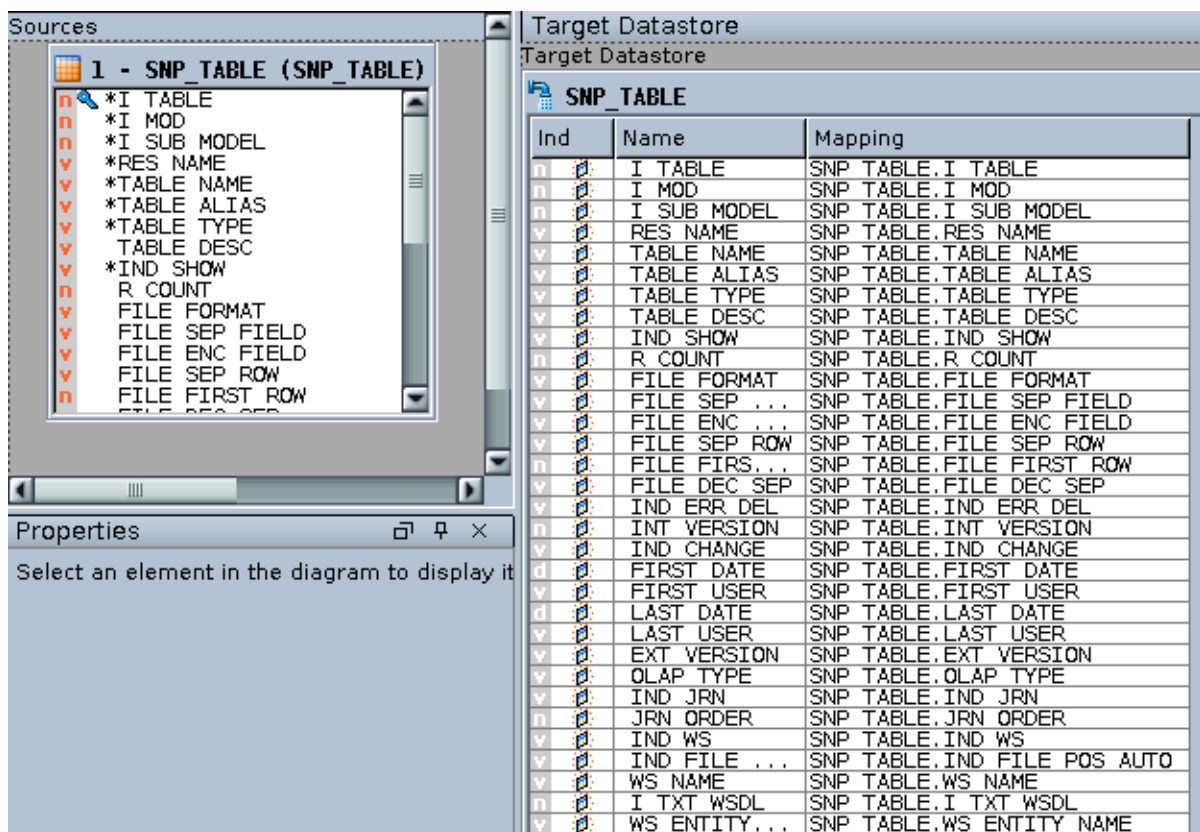 Sources
1 - SNP_TABLE (SNP_TABLE)
n *I TABLE
n *I MOD
n *I SUB MODEL
v *RES NAME
v *TABLE NAME
v *TABLE ALIAS
v *TABLE TYPE
v TABLE DESC
v *IND SHOW
n R COUNT
v FILE FORMAT
v FILE SEP FIELD
v FILE ENC FIELD
v FILE SEP ROW
n FILE FIRST ROW
Properties
Select an element in the diagram to display it
Target Datastore
Target Datastore
SNP_TABLE
Ind Name Mapping
n I TABLE SNP TABLE.I TABLE
n I MOD SNP TABLE.I MOD
n I SUB MODEL SNP TABLE.I SUB MODEL
v RES NAME SNP TABLE.RES NAME
v TABLE NAME SNP TABLE.TABLE NAME
v TABLE ALIAS SNP TABLE.TABLE ALIAS
v TABLE TYPE SNP TABLE.TABLE TYPE
v TABLE DESC SNP TABLE.TABLE DESC
v IND SHOW SNP TABLE.IND SHOW
n R COUNT SNP TABLE.R COUNT
v FILE FORMAT SNP TABLE.FILE FORMAT
v FILE SEP ... SNP TABLE.FILE SEP FIELD
v FILE ENC ... SNP TABLE.FILE ENC FIELD
v FILE SEP ROW SNP TABLE.FILE SEP ROW
n FILE FIRS... SNP TABLE.FILE FIRST ROW
v FILE DEC SEP SNP TABLE.FILE DEC SEP
v IND ERR DEL SNP TABLE.IND ERR DEL
n INT VERSION SNP TABLE.INT VERSION
v IND CHANGE SNP TABLE.IND CHANGE
d FIRST DATE SNP TABLE.FIRST DATE
v FIRST USER SNP TABLE.FIRST USER
d LAST DATE SNP TABLE.LAST DATE
v LAST USER SNP TABLE.LAST USER
v EXT VERSION SNP TABLE.EXT VERSION
v OLAP TYPE SNP TABLE.OLAP TYPE
v IND JRN SNP TABLE.IND JRN
n JRN ORDER SNP TABLE.JRN ORDER
v IND WS SNP TABLE.IND WS
v IND FILE ... SNP TABLE.IND FILE POS AUTO
v WS NAME SNP TABLE.WS NAME
n I TXT WSDL SNP TABLE.I TXT WSDL
v WS ENTITY... SNP TABLE.WS ENTITY NAME